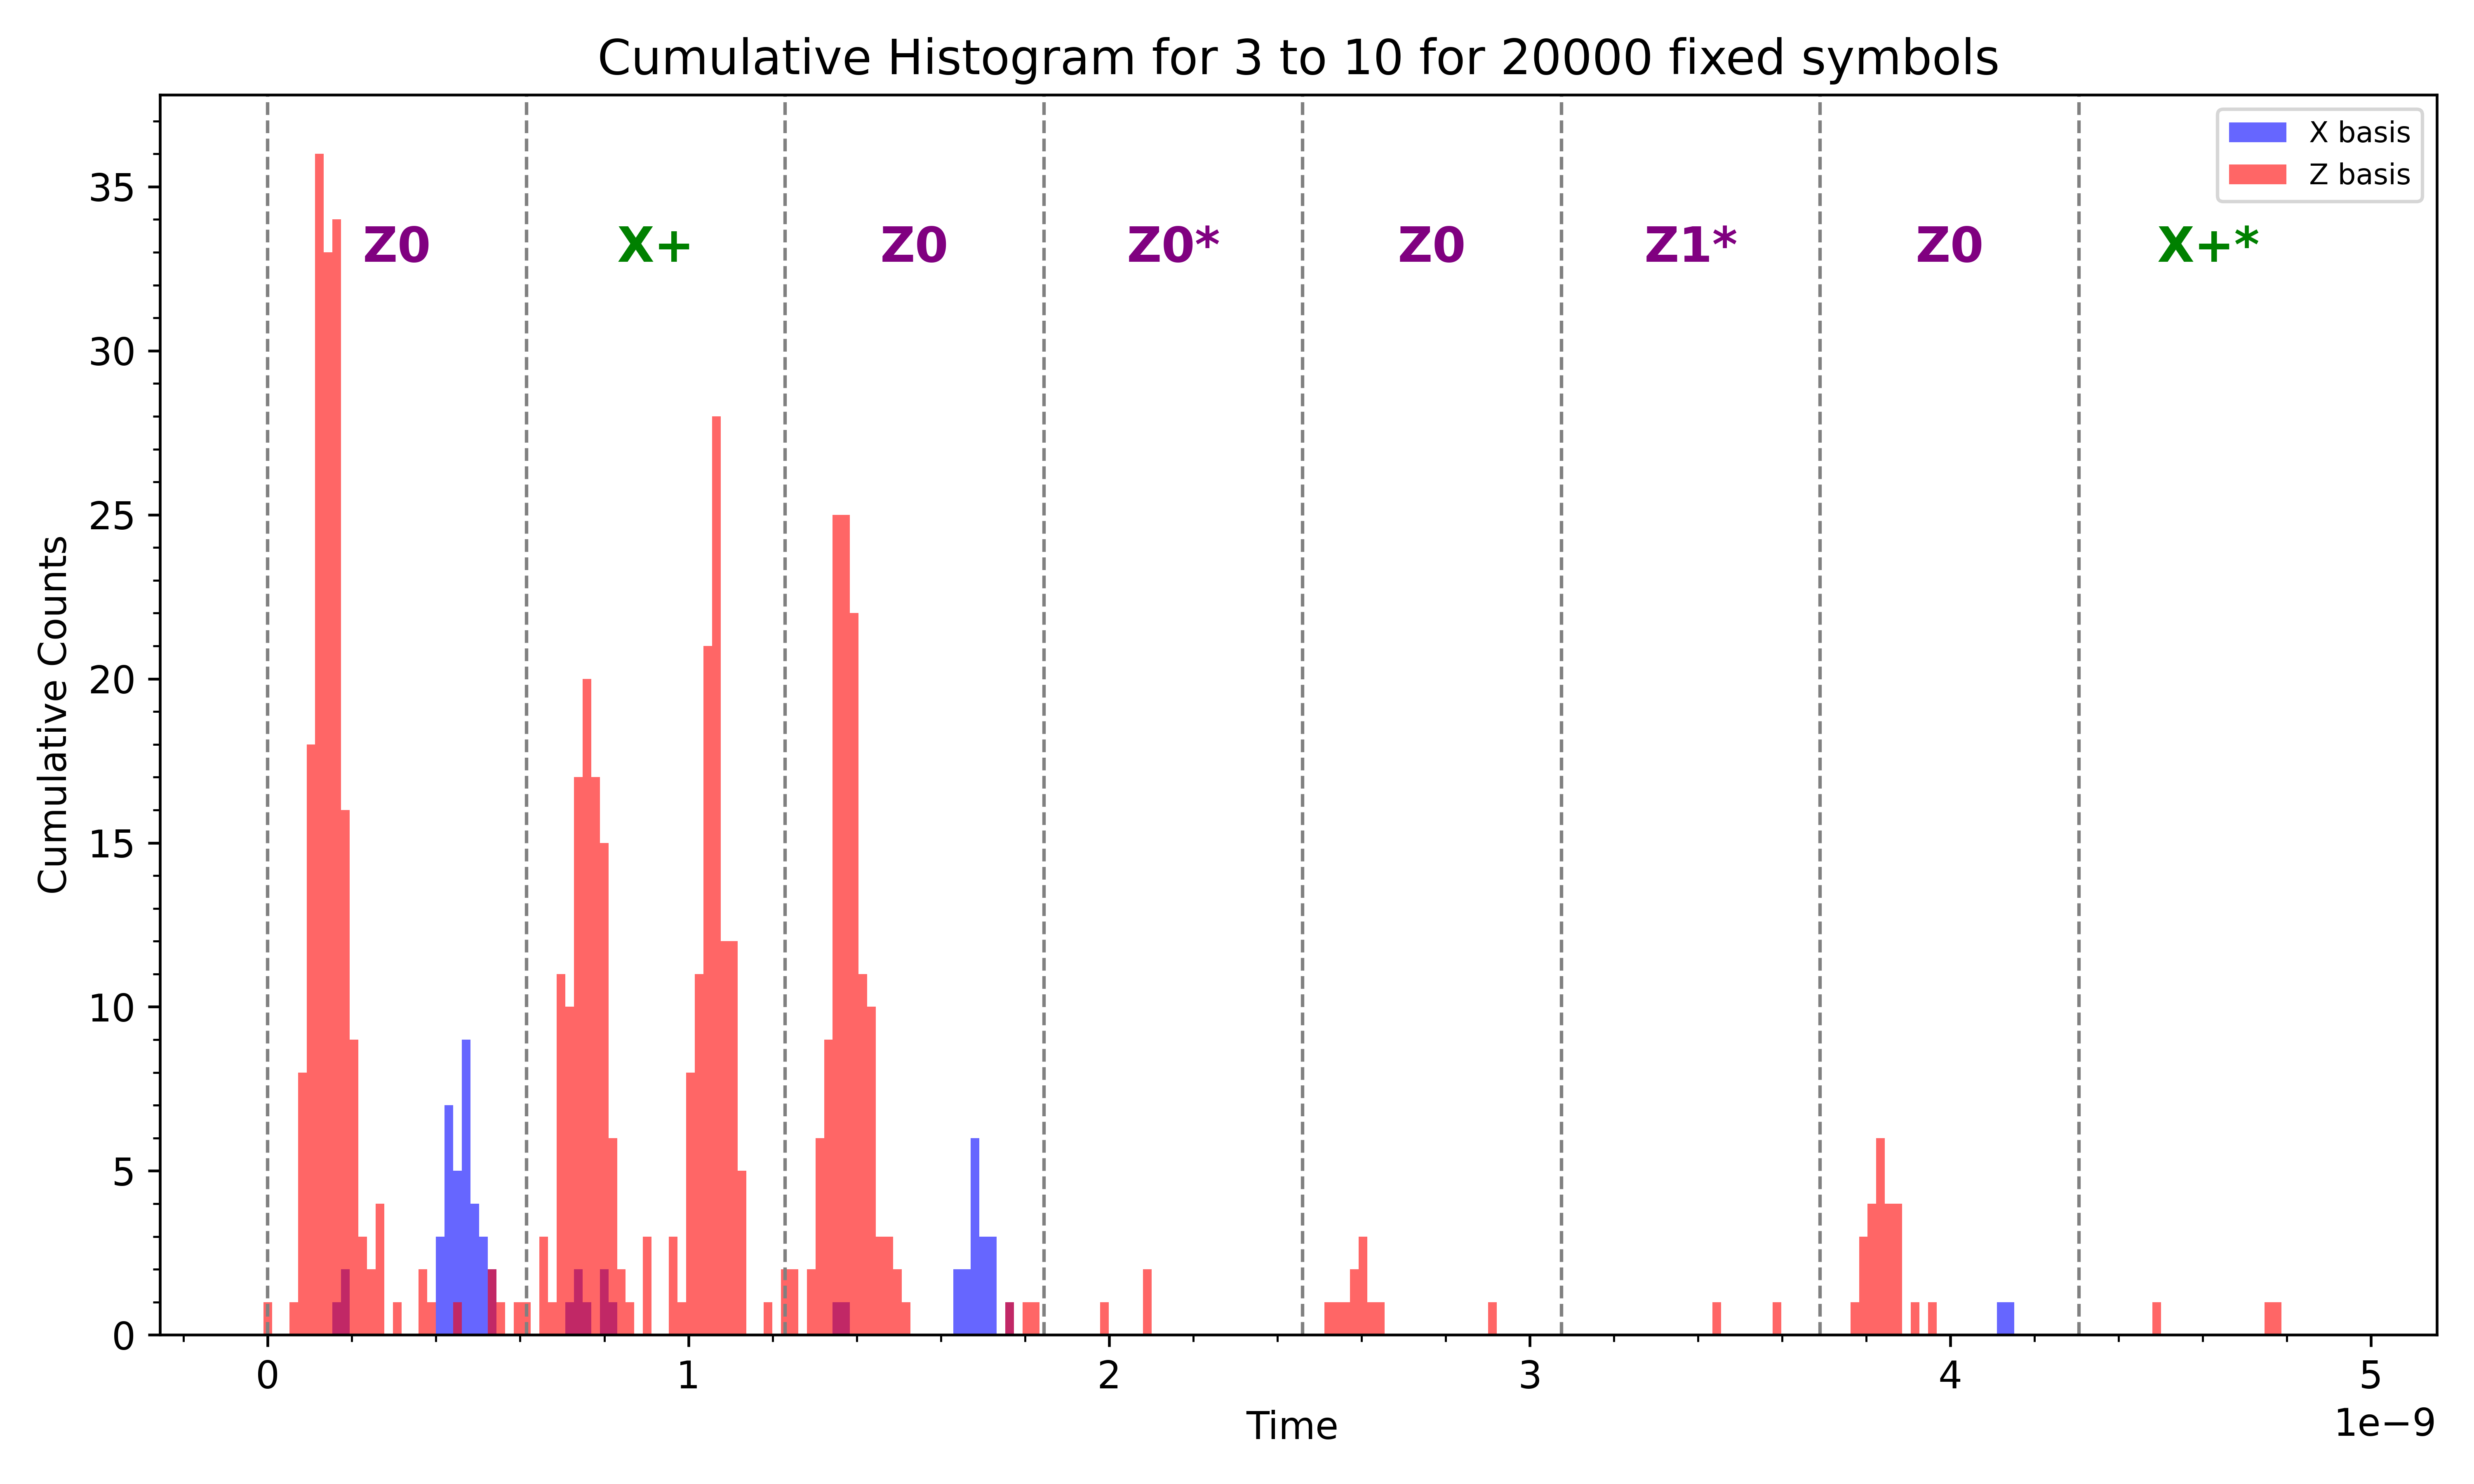 Cumulative Histogram for 3 to 10 for 20000 fixed symbols
X basis
Z basis
Z0 X+ Z0 Z0* Z0 Z1* Z0 X+*
Cumulative Counts
35
30
25
20
15
10
5
0
0 1 2 3 4 5
Time
1e−9